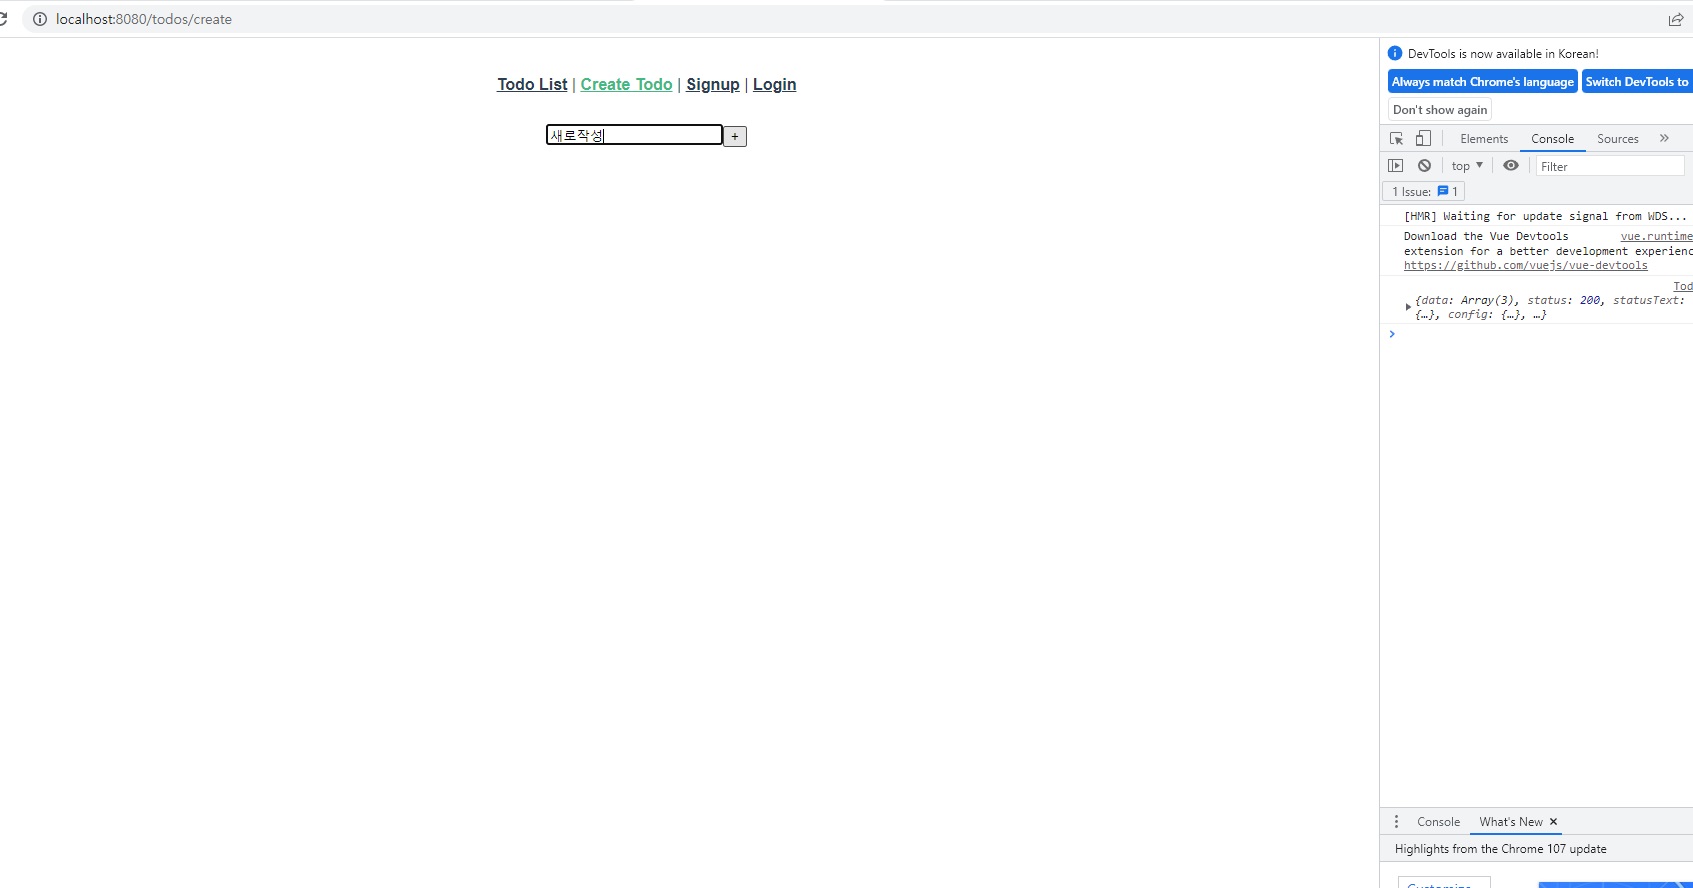 localhost:8080/todos/create
Todo List | Create Todo | Signup | Login
새로작성 +
DevTools is now available in Korean!
Always match Chrome's language Switch DevTools to
Don't show again
Elements Console Sources »
top ▼ Filter
1 Issue: 1
[HMR] Waiting for update signal from WDS...
Download the Vue Devtools vue.runtime
extension for a better development experienc
https://github.com/vuejs/vue-devtools
Tod
{data: Array(3), status: 200, statusText:
{…}, config: {…}, …}
Console What's New ×
Highlights from the Chrome 107 update
Customize